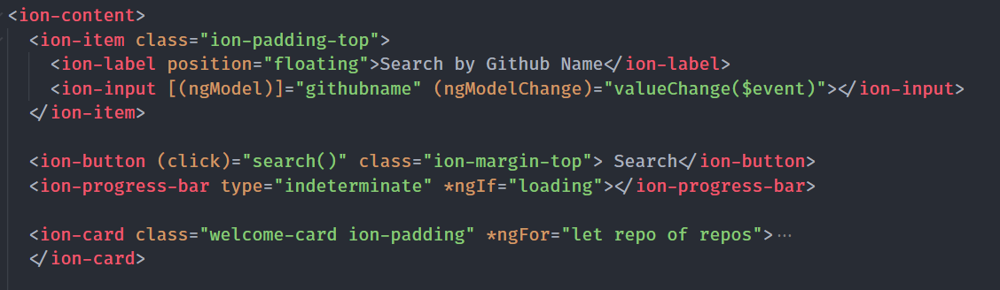 <ion-content>
<ion-item class="ion-padding-top">
<ion-label position="floating">Search by Github Name</ion-label>
<ion-input [(ngModel)]="githubname" (ngModelChange)="valueChange($event)"></ion-input>
</ion-item>
<ion-button (click)="search()" class="ion-margin-top"> Search</ion-button>
<ion-progress-bar type="indeterminate" *ngIf="loading"></ion-progress-bar>
<ion-card class="welcome-card ion-padding" *ngFor="let repo of repos">…
</ion-card>